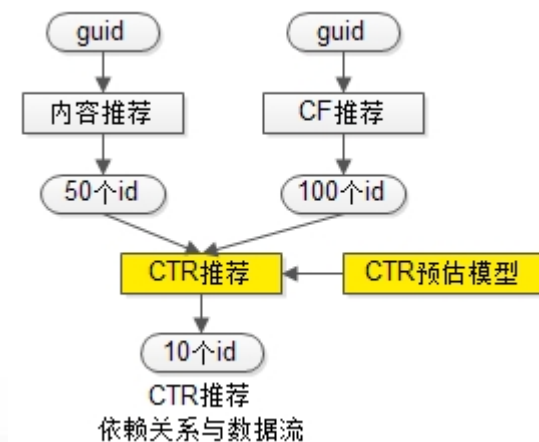 guid
guid
内容推荐
CF推荐
50个id
100个id
CTR推荐
CTR预估模型
10个id
CTR推荐
依赖关系与数据流